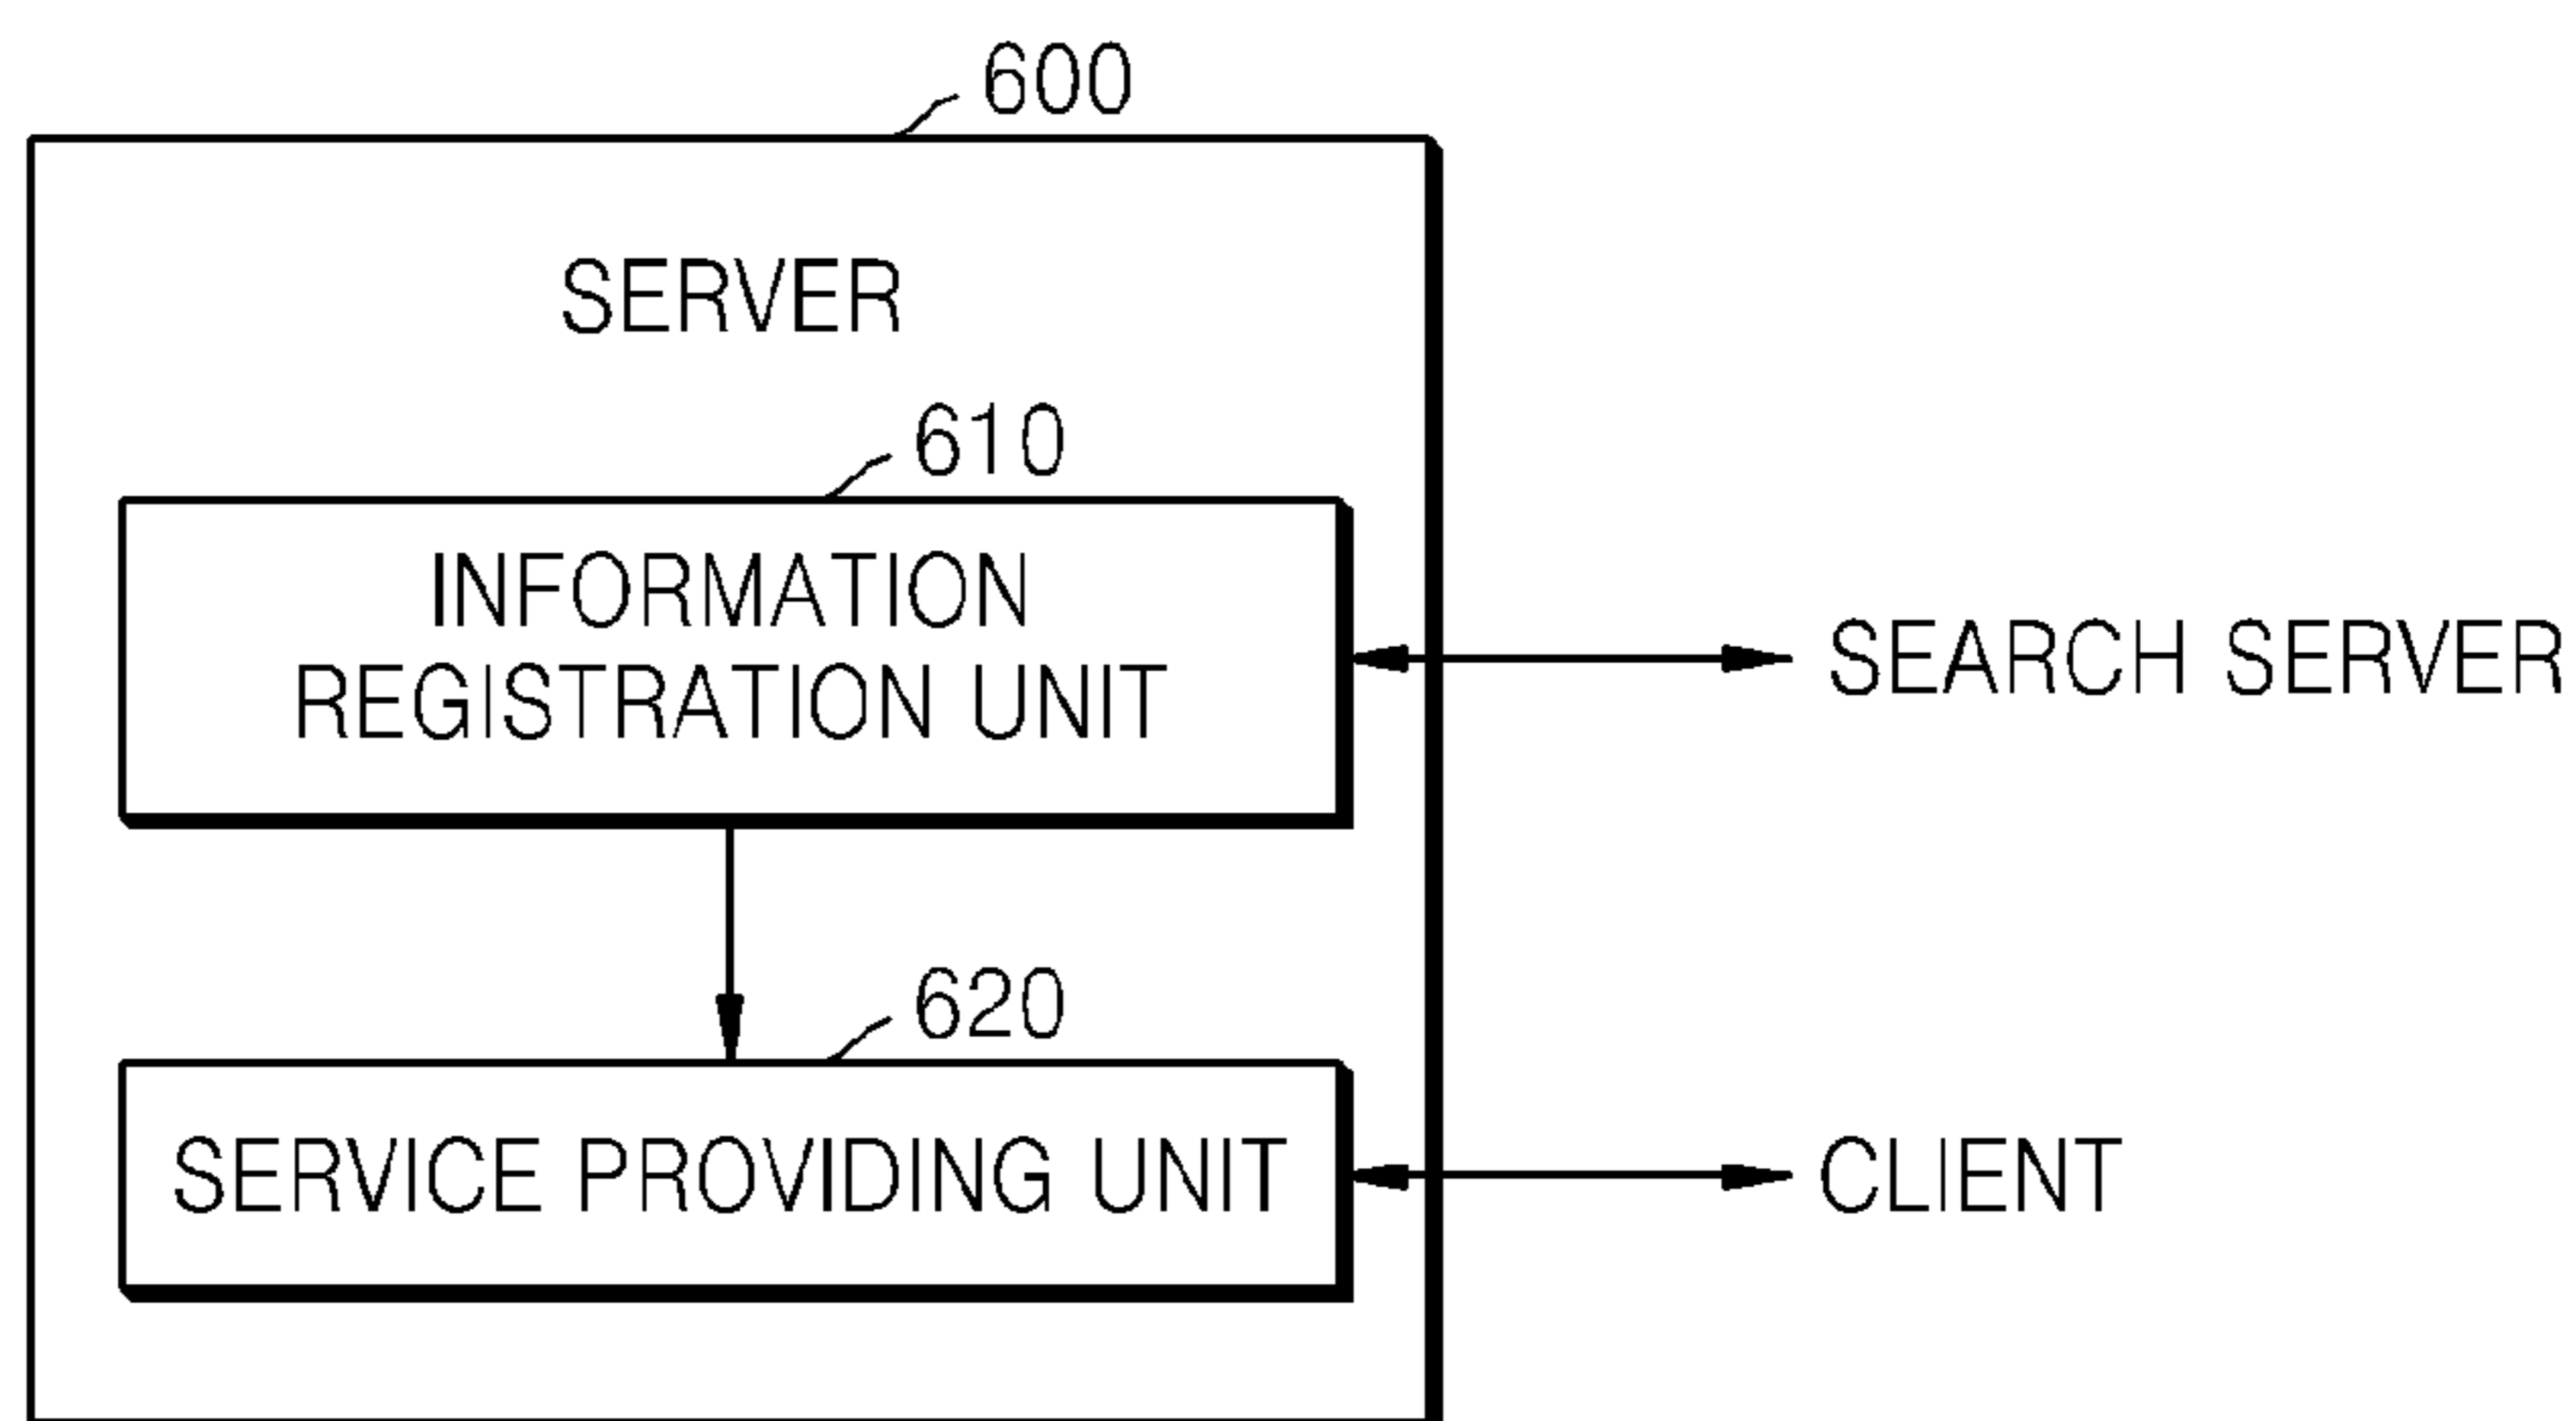 600
SERVER
610
INFORMATION
REGISTRATION UNIT
SEARCH SERVER
620
SERVICE PROVIDING UNIT
CLIENT